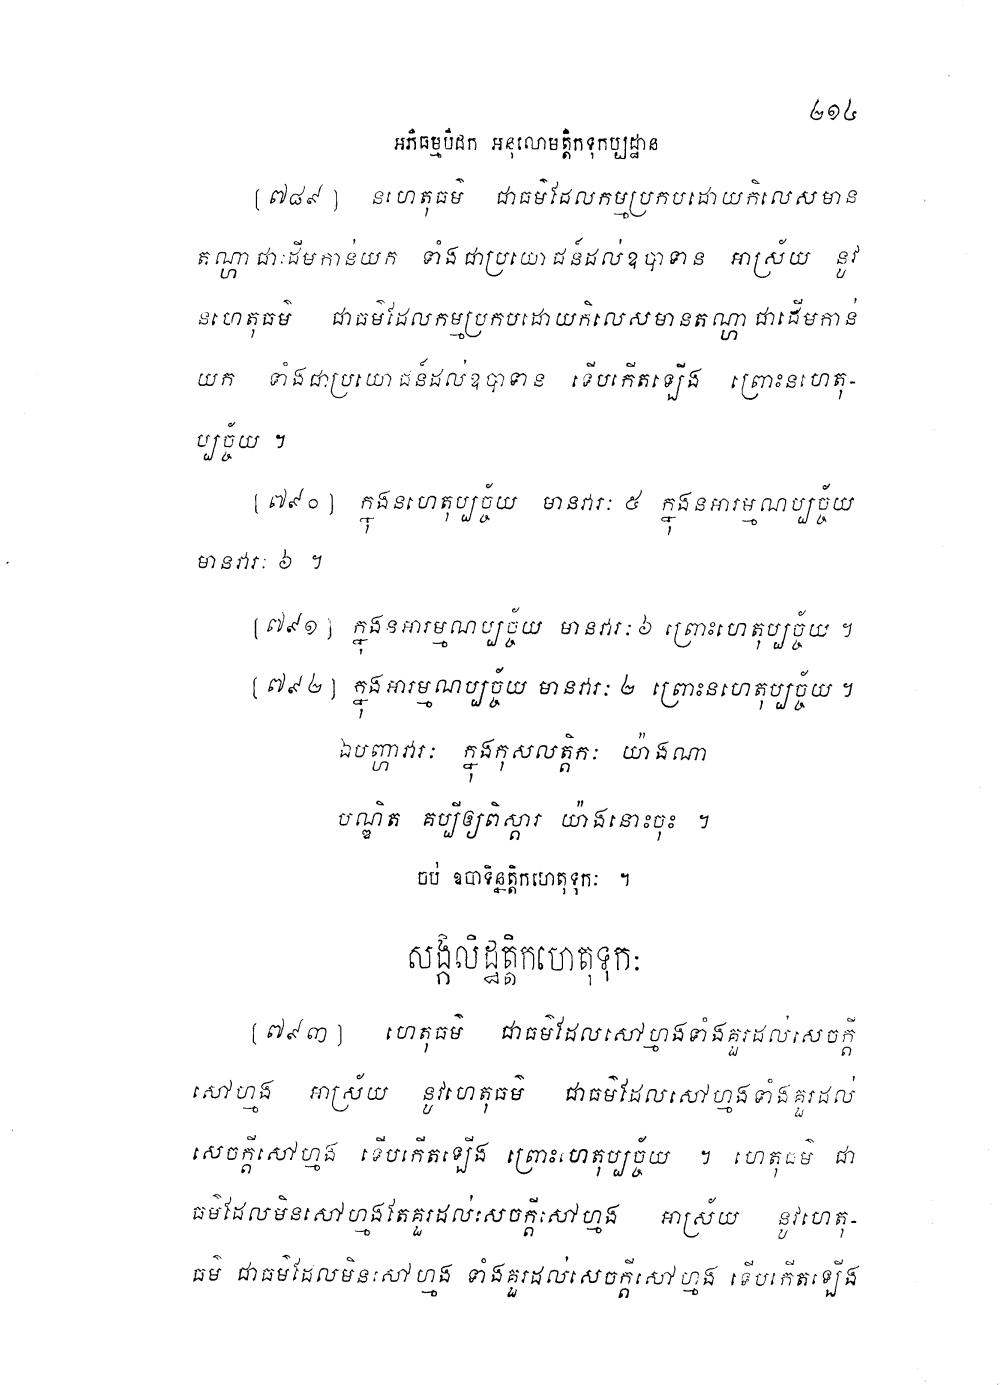 ២១៤
អភិធម្មបិដក អនុលោមត្តិកទុកប្បដ្ឋាន
[៧៨៩] នហេតុធម៌ ជាធម៌ដែលកម្មប្រកបដោយកិលេសមាន
តណ្ហាជាដើមកាន់យក ទាំងជាប្រយោជន៍ដល់ឧបាទាន អាស្រ័យ នូវ
នហេតុធម៌ ជាធម៌ដែលកម្មប្រកបដោយកិលេសមានតណ្ហាជាដើមកាន់
យក ទាំងជាប្រយោជន៍ដល់ឧបាទាន ទើបកើតឡើង ព្រោះនហេតុ-
ប្បច្ច័យ ។
[៧៩០] ក្នុងនហេតុប្បច្ច័យ មានវារៈ ៥ ក្នុងនអារម្មណប្បច្ច័យ
មានវារៈ ៦ ។
[៧៩១] ក្នុងនអារម្មណប្បច្ច័យ មានវារៈ ៦ ព្រោះហេតុប្បច្ច័យ ។
[៧៩២] ក្នុងអារម្មណប្បច្ច័យ មានវារៈ ២ ព្រោះនហេតុប្បច្ច័យ ។
ឯបញ្ហាវារៈ ក្នុងកុសលត្តិកៈ យ៉ាងណា
បណ្ឌិត គប្បីឲ្យពិស្តារ យ៉ាងនោះចុះ ។
ចប់ ឧបាទិន្នត្តិកហេតុទុកៈ ។
សង្កិលិដ្ឋត្តិកហេតុទុកៈ
[៧៩៣] ហេតុធម៌ ជាធម៌ដែលសៅហ្មងទាំងគួរដល់សេចក្តី
សៅហ្មង អាស្រ័យ នូវហេតុធម៌ ជាធម៌ដែលសៅហ្មងទាំងគួរដល់
សេចក្តីសៅហ្មង ទើបកើតឡើង ព្រោះហេតុប្បច្ច័យ ។ ហេតុធម៌ ជា
ធម៌ដែលមិនសៅហ្មងតែគួរដល់សេចក្តីសៅហ្មង អាស្រ័យ នូវហេតុ-
ធម៌ ជាធម៌ដែលមិនសៅហ្មង ទាំងគួរដល់សេចក្តីសៅហ្មង ទើបកើតឡើង